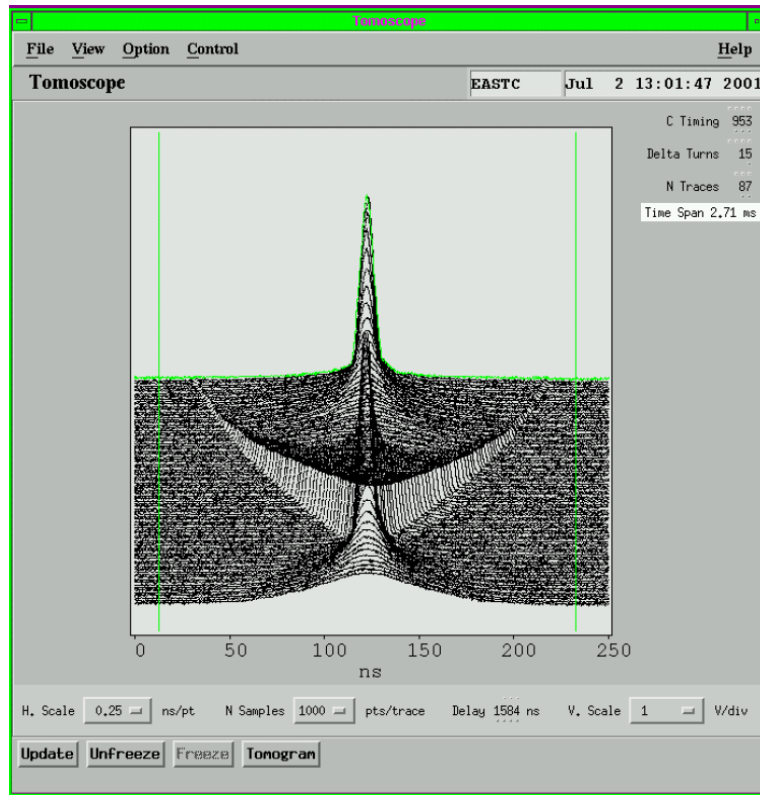 Tomoscope
File View Option Control Help
Tomoscope EASTC Jul 2 13:01:47 2001
C Timing 953
Delta Turns 15
N Traces 87
Time Span 2.71 ms
0 50 100 150 200 250
ns
H. Scale 0.25 ns/pt N Samples 1000 pts/trace Delay 1584 ns V. Scale 1 V/div
Update Unfreeze Freeze Tomogram